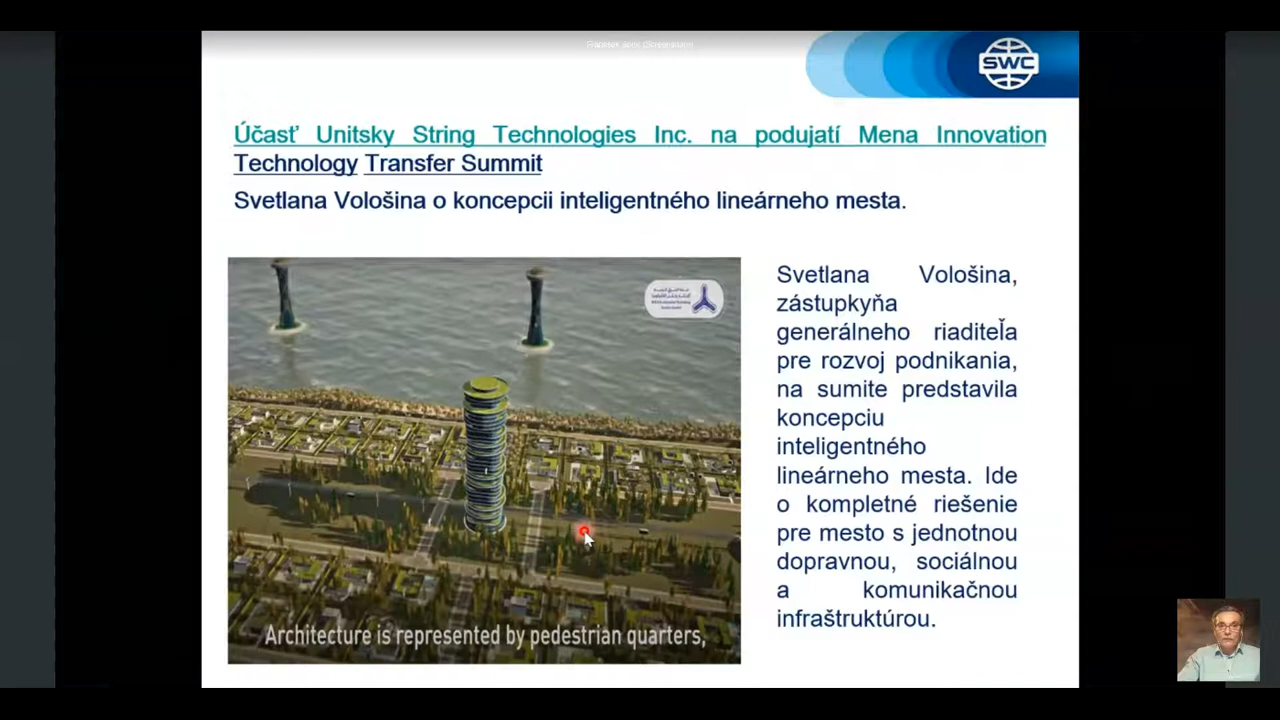 SWC
Účasť Unitsky String Technologies Inc. na podujatí Mena Innovation
Technology Transfer Summit
Svetlana Vološina o koncepcii inteligentného lineárneho mesta.
Svetlana Vološina,
zástupkyňa
generálneho riaditeľa
pre rozvoj podnikania,
na sumite predstavila
koncepciu
inteligentného
lineárneho mesta. Ide
o kompletné riešenie
pre mesto s jednotnou
dopravnou, sociálnou
a komunikačnou
infraštruktúrou.
Architecture is represented by pedestrian quarters,